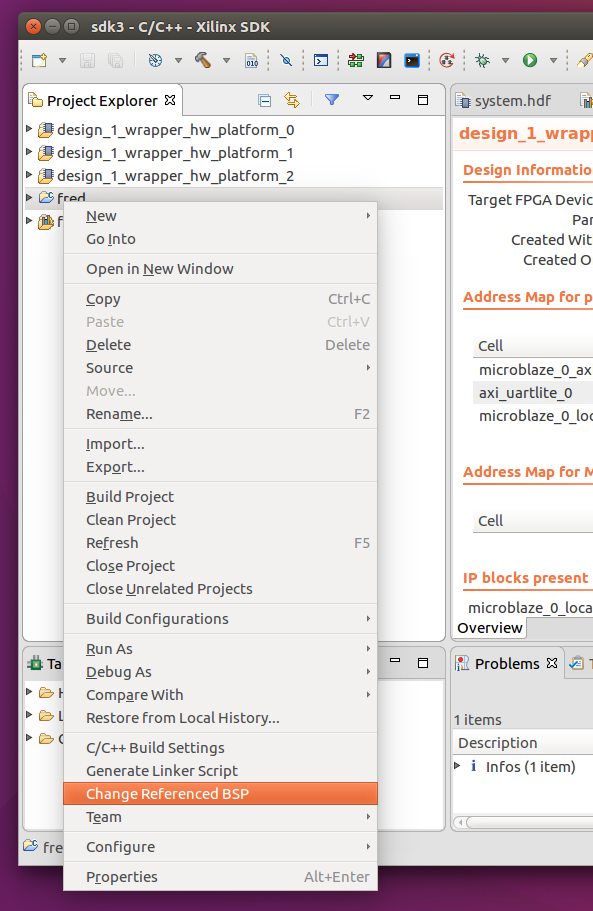 sdk3 - C/C++ - Xilinx SDK
010
Project Explorer
system.hdf
design_1_wrapper_hw_platform_0
design_1_wrapper_hw_platform_1
design_1_wrapper_hw_platform_2
fred
New
Go Into
Open in New Window
Copy Ctrl+C
Paste Ctrl+V
Delete Delete
Source
Move...
Rename... F2
Import...
Export...
Build Project
Clean Project
Refresh F5
Close Project
Close Unrelated Projects
Build Configurations
Run As
Debug As
Compare With
Restore from Local History...
C/C++ Build Settings
Generate Linker Script
Change Referenced BSP
Team
Configure
Properties Alt+Enter
design_1_wrapp
Design Informatio
Target FPGA Devic
Par
Created Wit
Created O
Address Map for p
Cell
microblaze_0_ax
axi_uartlite_0
microblaze_0_loc
Address Map for M
Cell
IP blocks present
microblaze_0_loca
Overview
Ta
Problems
1 items
Description
Infos (1 item)
fre